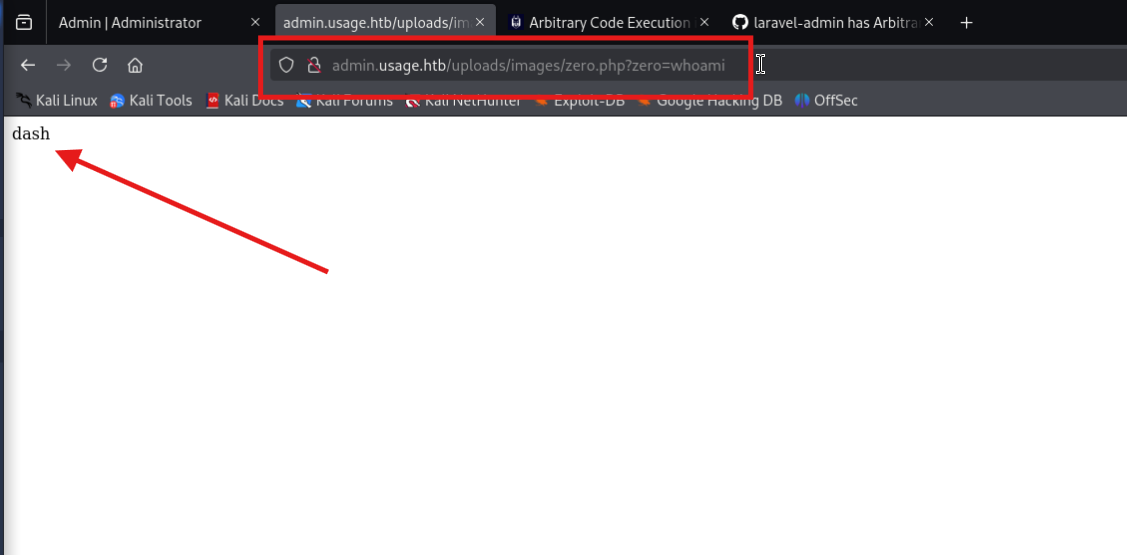 Admin | Administrator
admin.usage.htb/uploads/im
Arbitrary Code Execution
laravel-admin has Arbitra
admin.usage.htb/uploads/images/zero.php?zero=whoami
Kali Linux
Kali Tools
Kali Docs
Kali Forums
Kali NetHunter
Exploit-DB
Google Hacking DB
OffSec
dash